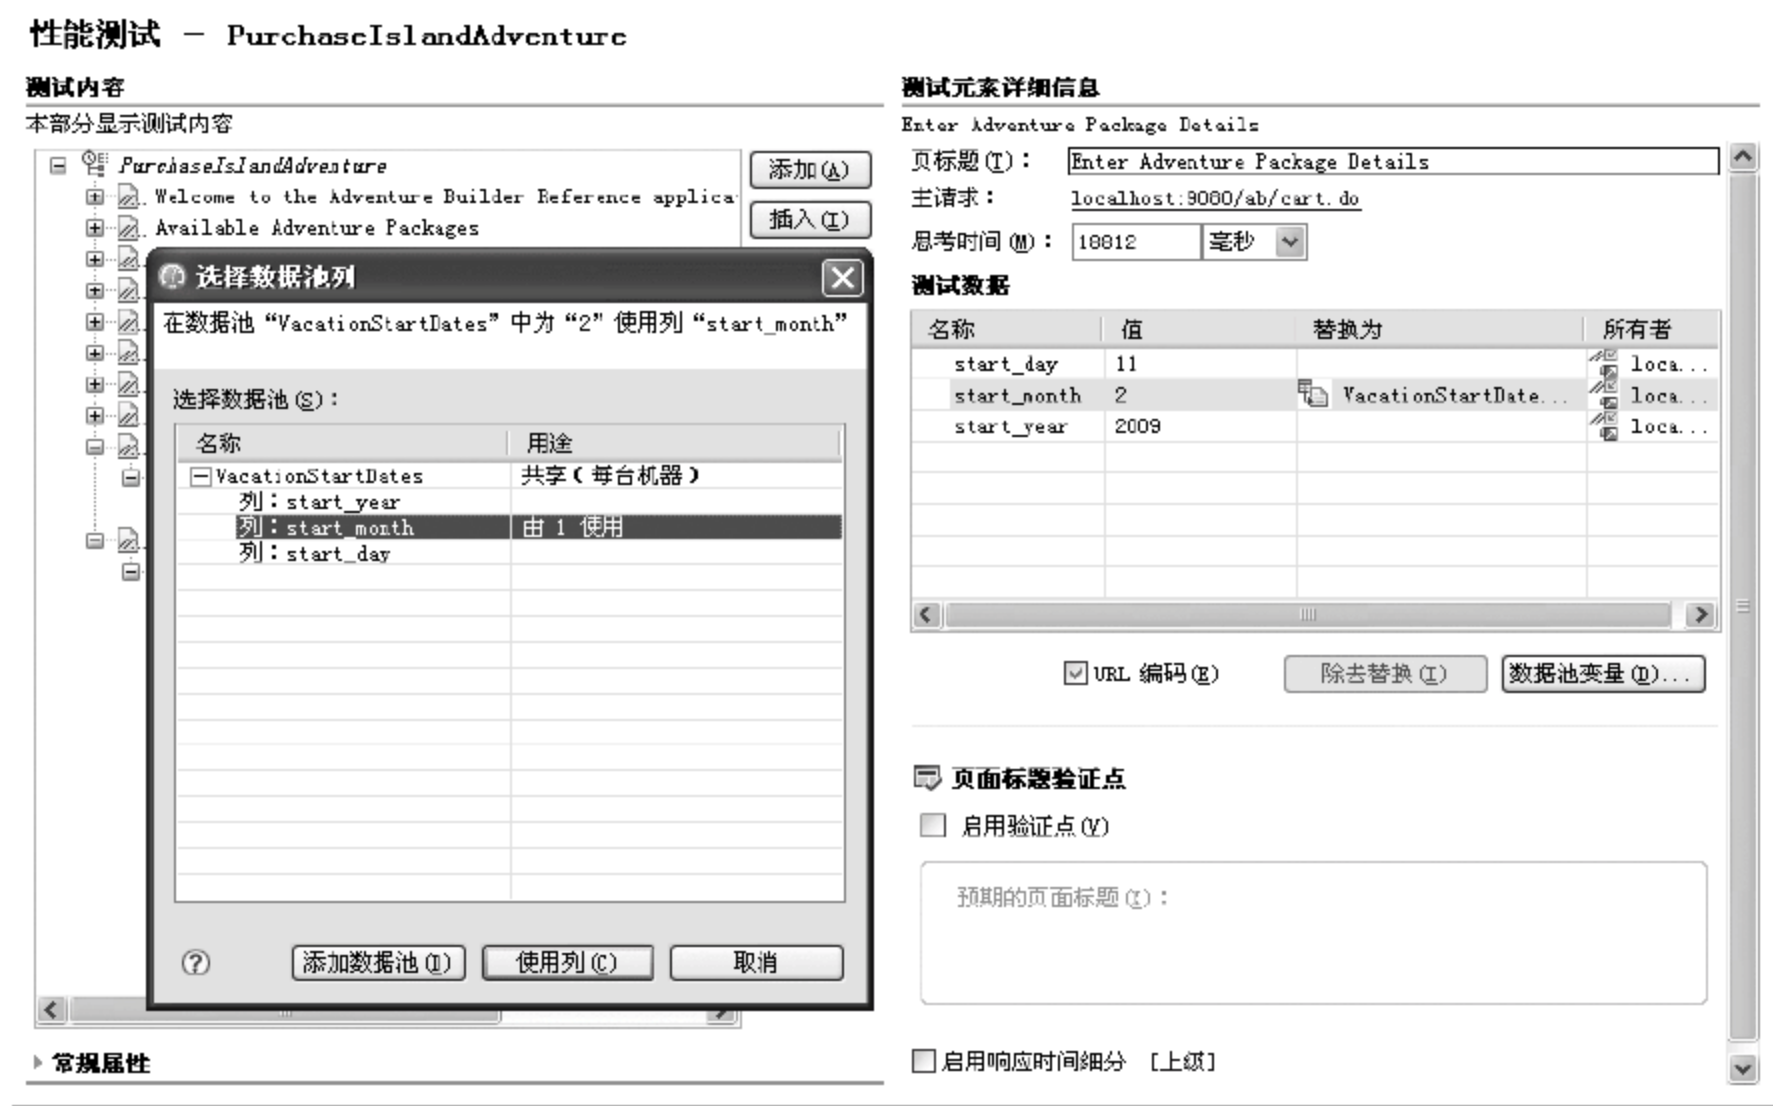 性能测试 － PurchaseIslandAdventure
测试内容
本部分显示测试内容
PurchaseIslandAdventure
Welcome to the Adventure Builder Reference applica
Available Adventure Packages
添加(A)
插入(I)
选择数据池列
在数据池“VacationStartDates”中为“2”使用列“start_month”
选择数据池(S)：
名称 用途
VacationStartDates 共享(每台机器)
列：start_year
列：start_month 由 1 使用
列：start_day
添加数据池(D) 使用列(C) 取消
常规属性
测试元素详细信息
Enter Adventure Package Details
页标题(T)： Enter Adventure Package Details
主请求： localhost:9080/ab/cart.do
思考时间(M)： 18812 毫秒
测试数据
名称 值 替换为 所有者
start_day 11 loca...
start_month 2 VacationStartDate... loca...
start_year 2009 loca...
URL 编码(E) 除去替换(I) 数据池变量(D)...
页面标题验证点
启用验证点(V)
预期的页面标题(X)：
启用响应时间细分 [上级]